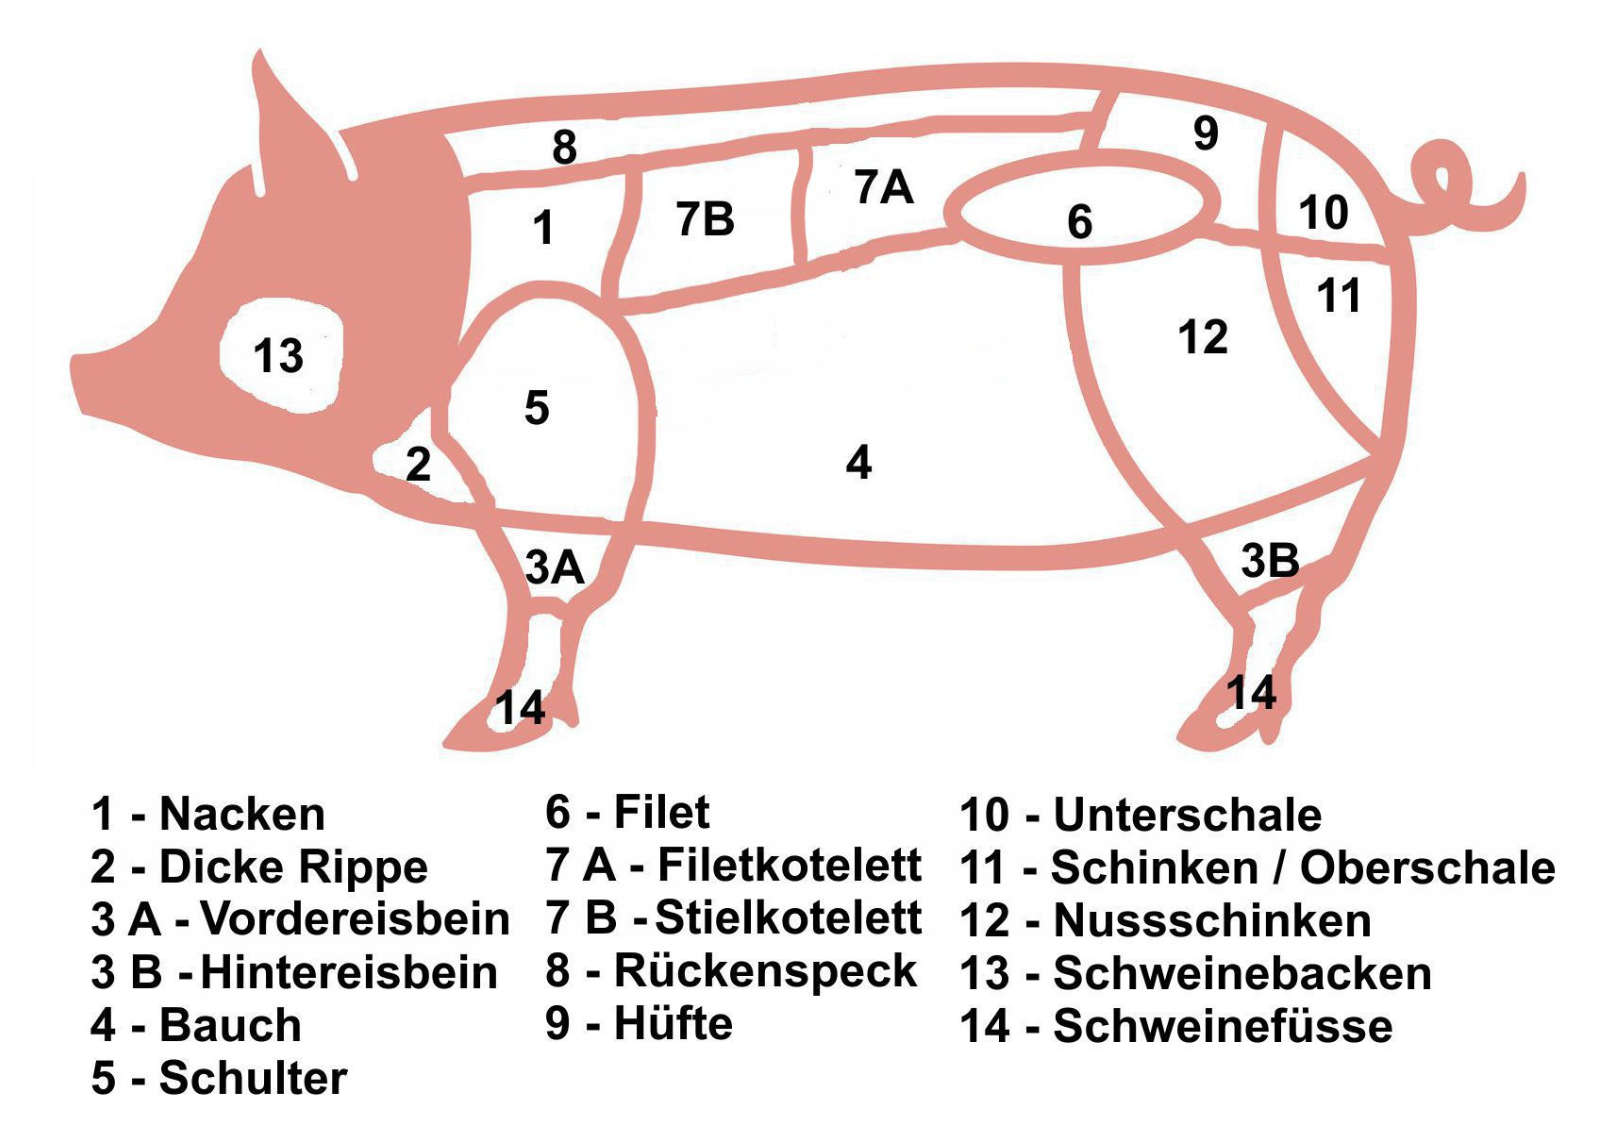 8
9
7A
10
1
7B
6
11
12
13
5
2
4
3A
3B
14
14
1 - Nacken
2 - Dicke Rippe
3 A - Vordereisbein
3 B - Hintereisbein
4 - Bauch
5 - Schulter
6 - Filet
7 A - Filetkotelett
7 B - Stielkotelett
8 - Rückenspeck
9 - Hüfte
10 - Unterschale
11 - Schinken / Oberschale
12 - Nussschinken
13 - Schweinebacken
14 - Schweinefüsse